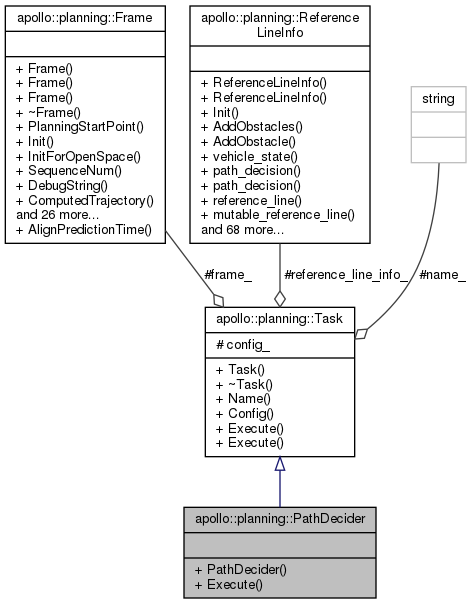 apollo::planning::Frame
+ Frame()
+ Frame()
+ Frame()
+ ~Frame()
+ PlanningStartPoint()
+ Init()
+ InitForOpenSpace()
+ SequenceNum()
+ DebugString()
+ ComputedTrajectory()
and 26 more...
+ AlignPredictionTime()
apollo::planning::Reference
LineInfo
+ ReferenceLineInfo()
+ ReferenceLineInfo()
+ Init()
+ AddObstacles()
+ AddObstacle()
+ vehicle_state()
+ path_decision()
+ path_decision()
+ reference_line()
+ mutable_reference_line()
and 68 more...
string
#frame_
#reference_line_info_
#name_
apollo::planning::Task
# config_
+ Task()
+ ~Task()
+ Name()
+ Config()
+ Execute()
+ Execute()
apollo::planning::PathDecider
+ PathDecider()
+ Execute()